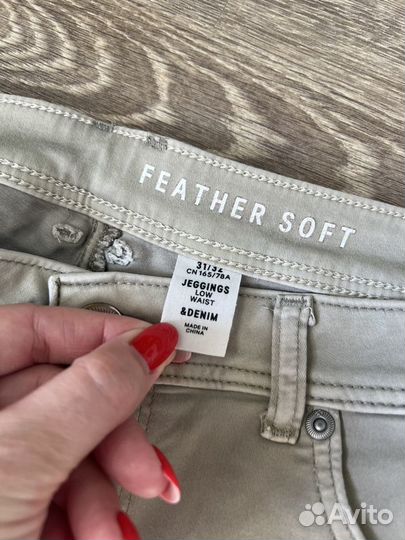 FEATHER SOFT
31/32
CN 165/78A
JEGGINGS
LOW
WAIST
&DENIM
MADE IN
CHINA
Avito